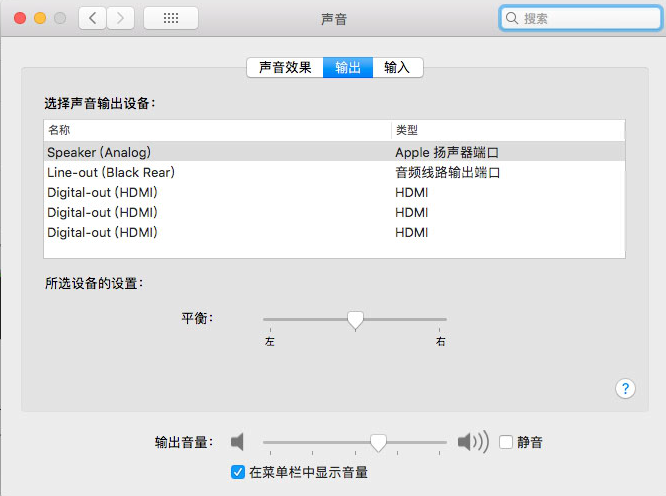 声音
搜索
声音效果 输出 输入
选择声音输出设备：
名称 类型
Speaker (Analog) Apple 扬声器端口
Line-out (Black Rear) 音频线路输出端口
Digital-out (HDMI) HDMI
Digital-out (HDMI) HDMI
Digital-out (HDMI) HDMI
所选设备的设置：
平衡：
左 右
?
输出音量： 静音
在菜单栏中显示音量